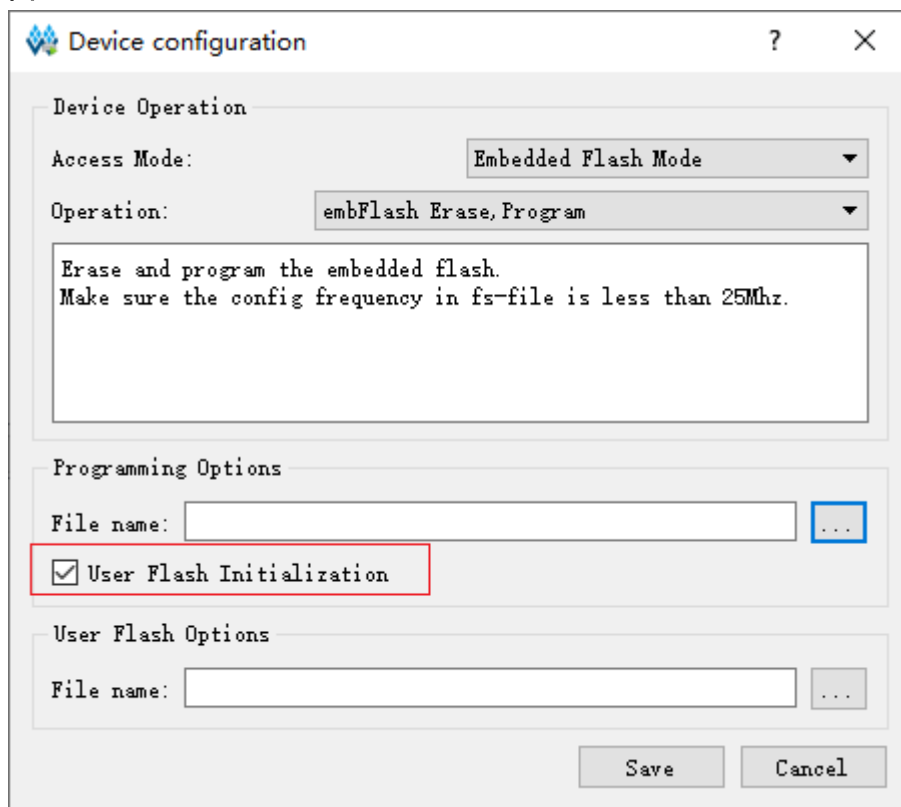 Device configuration ?
Device Operation
Access Mode: Embedded Flash Mode
Operation: embFlash Erase,Program
Erase and program the embedded flash.
Make sure the config frequency in fs-file is less than 25Mhz.
Programming Options
File name: ...
User Flash Initialization
User Flash Options
File name: ...
Save Cancel